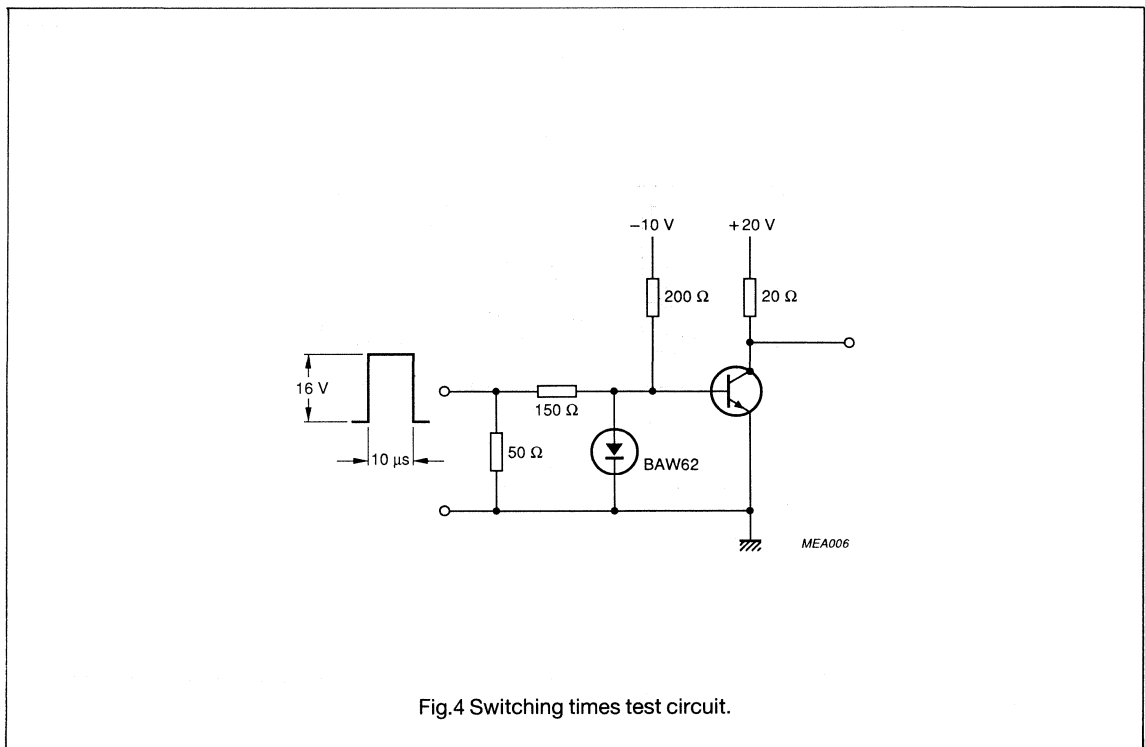 −10 V
+20 V
200 Ω
20 Ω
16 V
150 Ω
50 Ω
BAW62
10 µs
MEA006
Fig.4 Switching times test circuit.